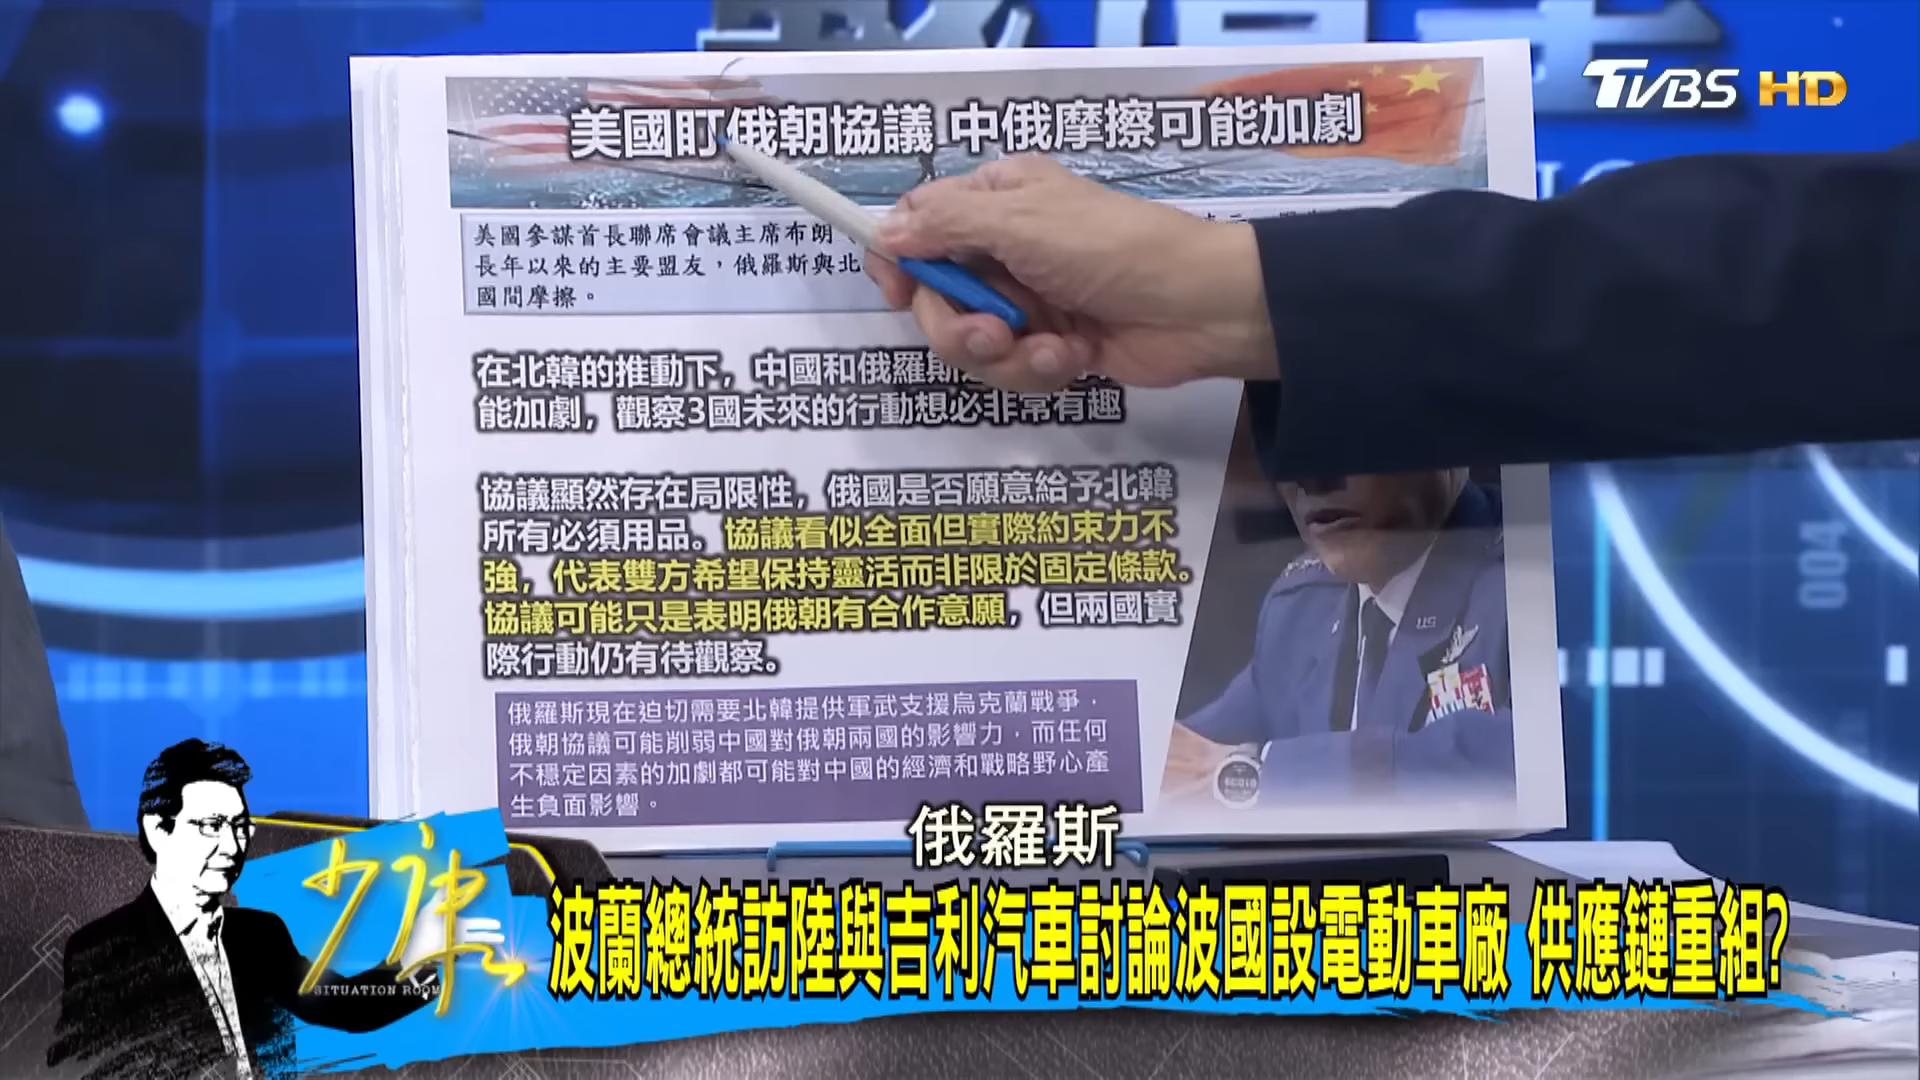 TVBS HD
美國盯俄朝協議 中俄摩擦可能加劇
美國參謀首長聯席會議主席布朗
長年以來的主要盟友，俄羅斯與北
國間摩擦。
在北韓的推動下，中國和俄羅斯
能加劇，觀察3國未來的行動想必非常有趣
協議顯然存在局限性，俄國是否願意給予北韓
所有必須用品。協議看似全面但實際約束力不
強，代表雙方希望保持靈活而非限於固定條款。
協議可能只是表明俄朝有合作意願，但兩國實
際行動仍有待觀察。
俄羅斯現在迫切需要北韓提供軍武支援烏克蘭戰爭，
俄朝協議可能削弱中國對俄朝兩國的影響力，而任何
不穩定因素的加劇都可能對中國的經濟和戰略野心產
生負面影響。
US
004
俄羅斯
少康
SITUATION ROOM
波蘭總統訪陸與吉利汽車討論波國設電動車廠 供應鏈重組?